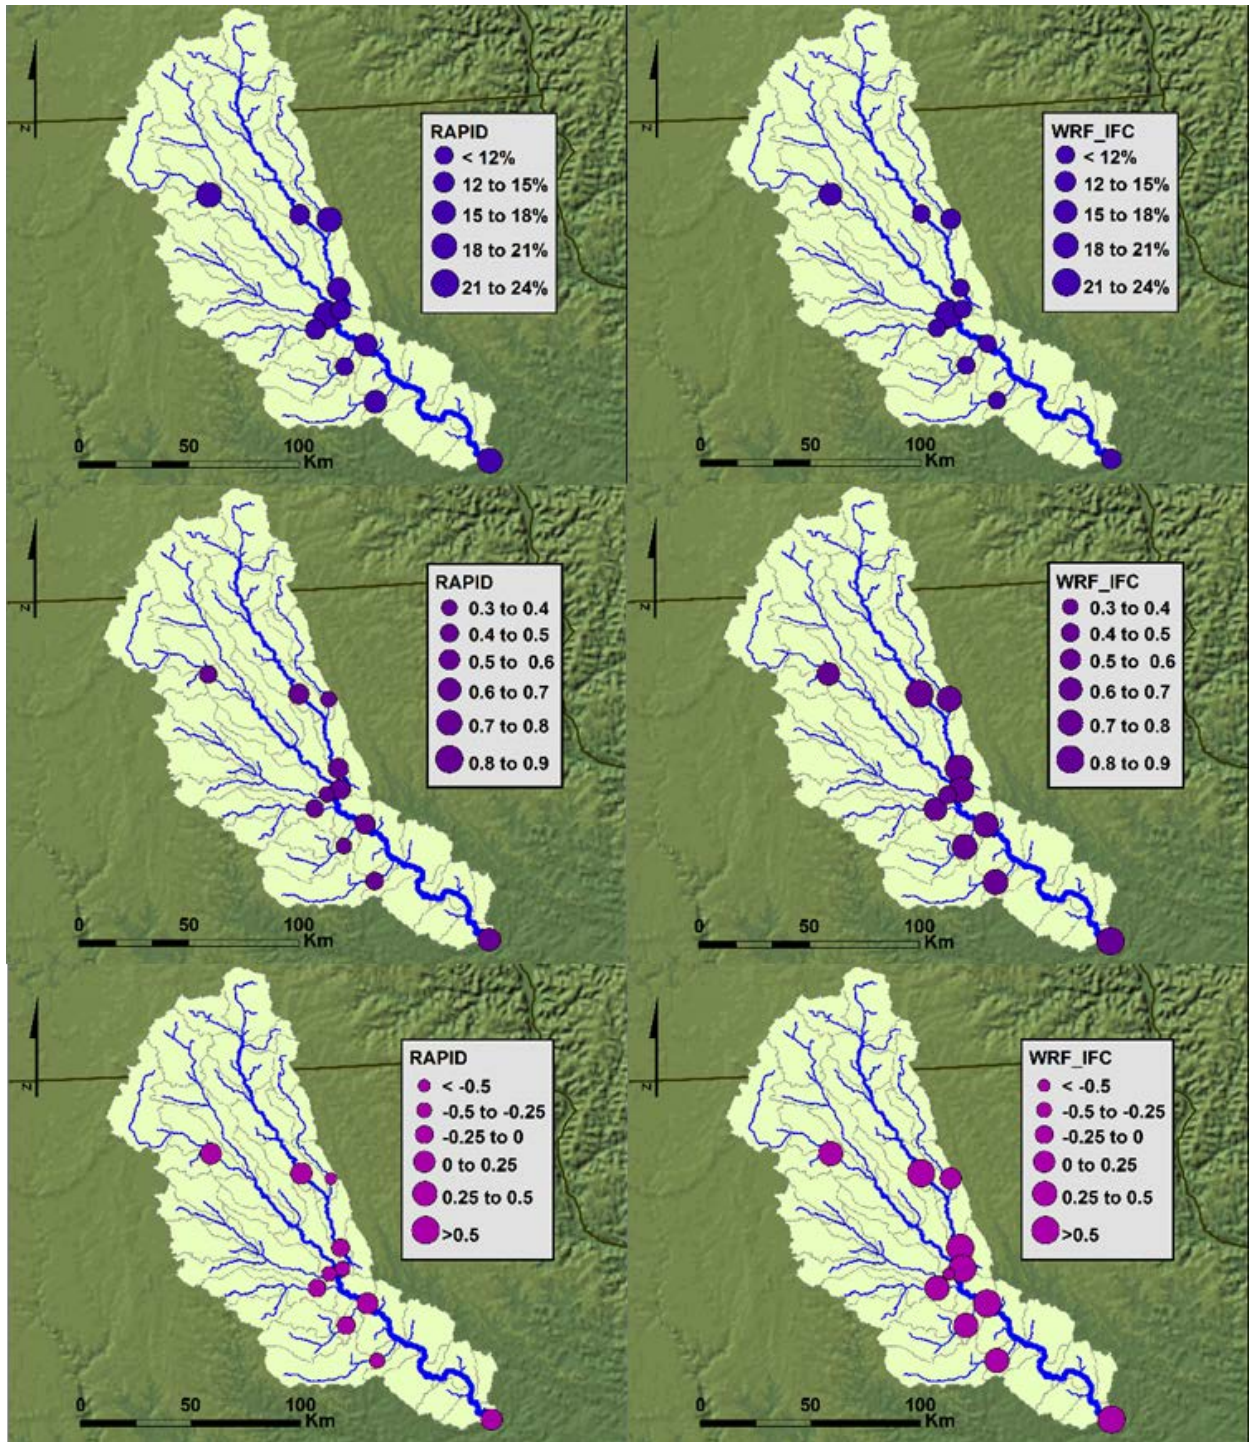 RAPID
< 12%
12 to 15%
15 to 18%
18 to 21%
21 to 24%
N
0 50 100
Km
WRF_IFC
< 12%
12 to 15%
15 to 18%
18 to 21%
21 to 24%
N
0 50 100
Km
RAPID
0.3 to 0.4
0.4 to 0.5
0.5 to 0.6
0.6 to 0.7
0.7 to 0.8
0.8 to 0.9
N
0 50 100
Km
WRF_IFC
0.3 to 0.4
0.4 to 0.5
0.5 to 0.6
0.6 to 0.7
0.7 to 0.8
0.8 to 0.9
N
0 50 100
Km
RAPID
< -0.5
-0.5 to -0.25
-0.25 to 0
0 to 0.25
0.25 to 0.5
>0.5
N
0 50 100
Km
WRF_IFC
< -0.5
-0.5 to -0.25
-0.25 to 0
0 to 0.25
0.25 to 0.5
>0.5
N
0 50 100
Km